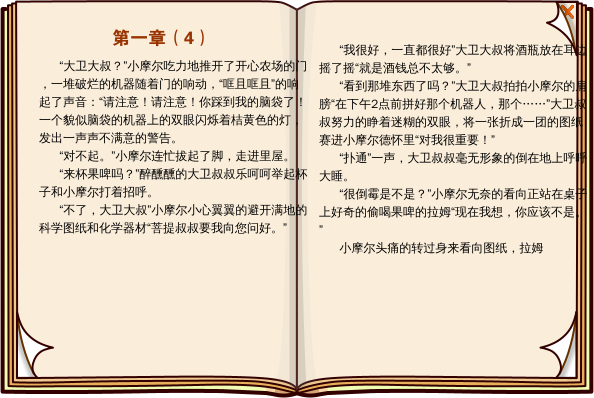 第一章（4）
“大卫大叔？”小摩尔吃力地推开了开心农场的门
，一堆破烂的机器随着门的响动，“哐且哐且”的响
起了声音：“请注意！请注意！你踩到我的脑袋了！
一个貌似脑袋的机器上的双眼闪烁着桔黄色的灯，
发出一声声不满意的警告。
“对不起。”小摩尔连忙拔起了脚，走进里屋。
“来杯果啤吗？”醉醺醺的大卫叔叔乐呵呵举起杯
子和小摩尔打着招呼。
“不了，大卫大叔”小摩尔小心翼翼的避开满地的
科学图纸和化学器材“菩提叔叔要我向您问好。”
“我很好，一直都很好”大卫大叔将酒瓶放在耳边
摇了摇“就是酒钱总不太够。”
“看到那堆东西了吗？”大卫大叔拍拍小摩尔的肩
膀“在下午2点前拼好那个机器人，那个……”大卫叔
叔努力的睁着迷糊的双眼，将一张折成一团的图纸
赛进小摩尔德怀里“对我很重要！”
“扑通”一声，大卫叔叔毫无形象的倒在地上呼呼
大睡。
“很倒霉是不是？”小摩尔无奈的看向正站在桌子
上好奇的偷喝果啤的拉姆“现在我想，你应该不是。
”
小摩尔头痛的转过身来看向图纸，拉姆